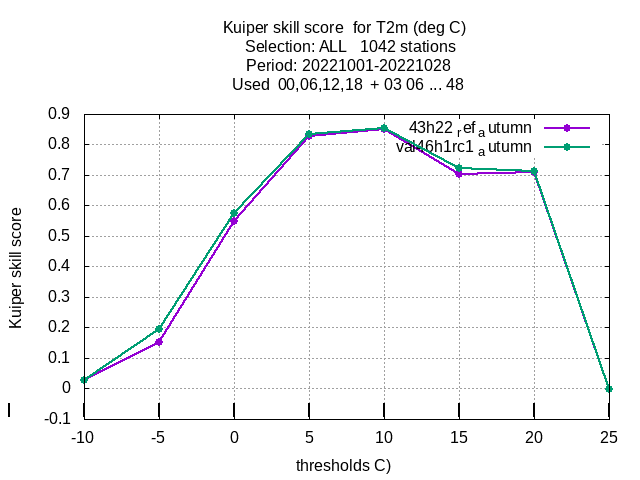 Kuiper skill score  for T2m (deg C)
Selection: ALL   1042 stations
Period: 20221001-20221028
Used  00,06,12,18  + 03 06 ... 48
43h22 ref a utumn
val46h1rc1 a utumn
0.9
0.8
0.7
0.6
0.5
0.4
0.3
0.2
0.1
0
-0.1
Kuiper skill score
-10 -5 0 5 10 15 20 25
thresholds C)